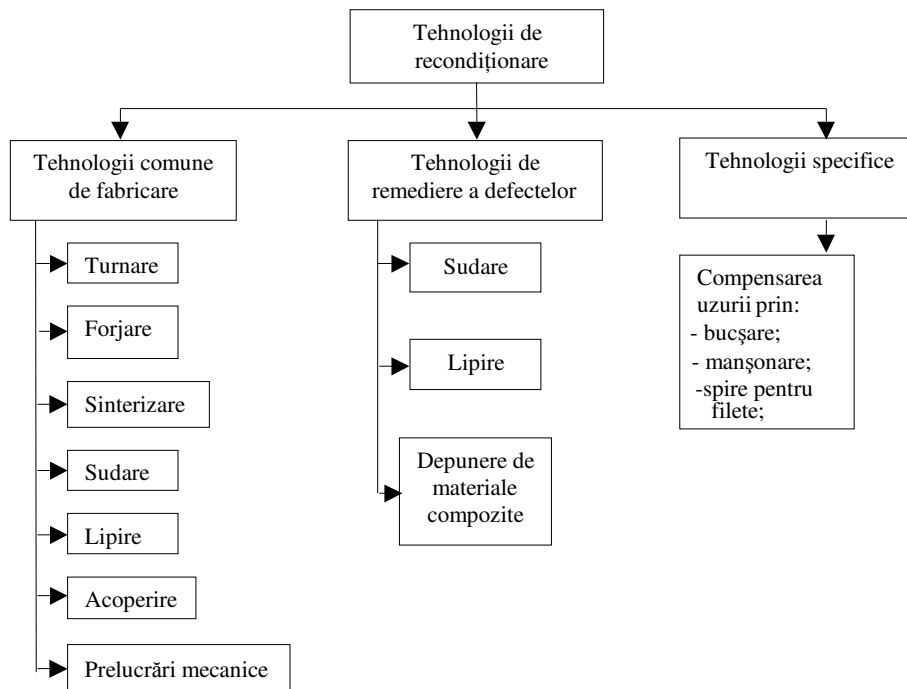 Tehnologii de
recondiționare
Tehnologii comune
de fabricare
Turnare
Forjare
Sinterizare
Sudare
Lipire
Acoperire
Prelucrări mecanice
Tehnologii de
remediere a defectelor
Sudare
Lipire
Depunere de
materiale
compozite
Tehnologii specifice
Compensarea
uzurii prin:
- bucşare;
- manşonare;
-spire pentru
filete;